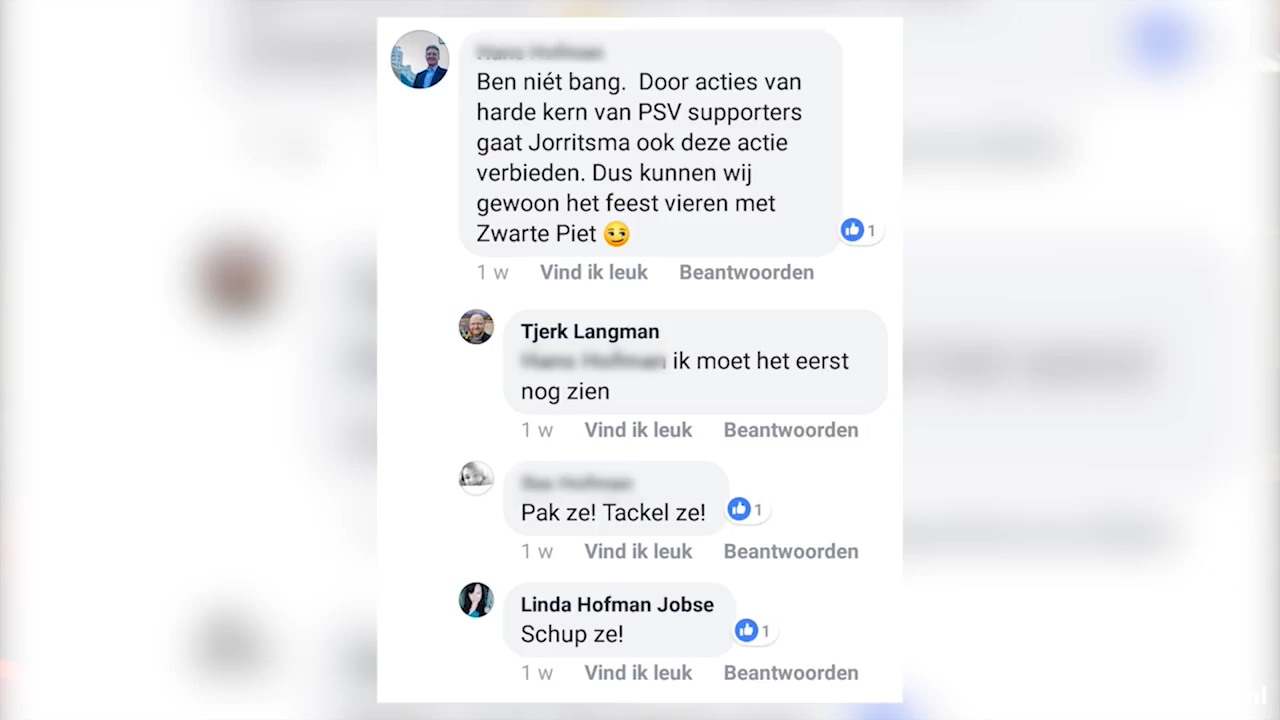 Ben niét bang. Door acties van
harde kern van PSV supporters
gaat Jorritsma ook deze actie
verbieden. Dus kunnen wij
gewoon het feest vieren met
Zwarte Piet 😏
1
1 w Vind ik leuk Beantwoorden
Tjerk Langman
ik moet het eerst
nog zien
1 w Vind ik leuk Beantwoorden
Pak ze! Tackel ze!
1
1 w Vind ik leuk Beantwoorden
Linda Hofman Jobse
Schup ze!
1
1 w Vind ik leuk Beantwoorden